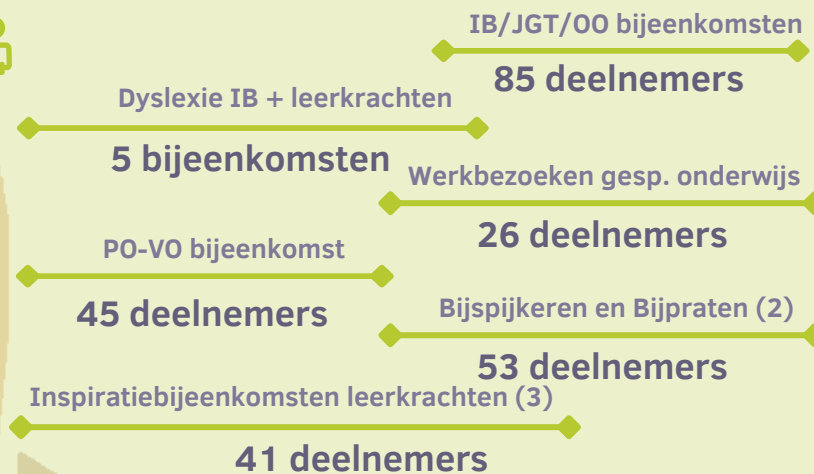 IB/JGT/OO bijeenkomsten
85 deelnemers
Dyslexie IB + leerkrachten
5 bijeenkomsten
Werkbezoeken gesp. onderwijs
26 deelnemers
PO-VO bijeenkomst
45 deelnemers
Bijspijkeren en Bijpraten (2)
53 deelnemers
Inspiratiebijeenkomsten leerkrachten (3)
41 deelnemers